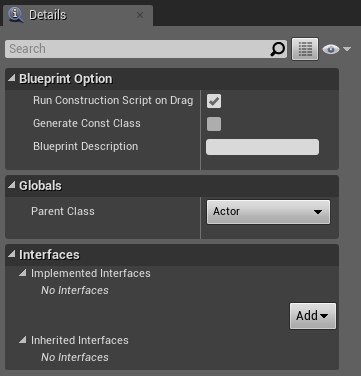 Details
Search
Blueprint Option
Run Construction Script on Drag
Generate Const Class
Blueprint Description
Globals
Parent Class Actor
Interfaces
Implemented Interfaces
No Interfaces
Add
Inherited Interfaces
No Interfaces